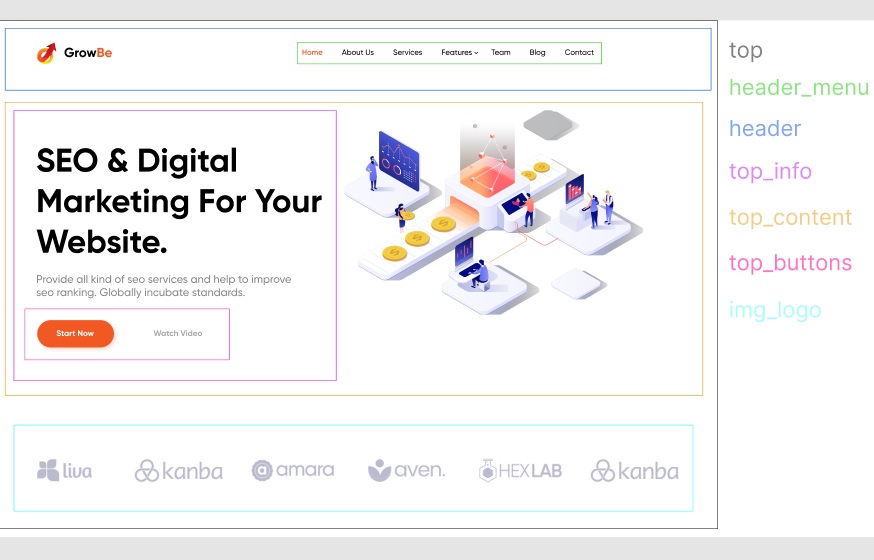 GrowBe
Home About Us Services Features Team Blog Contact
SEO & Digital
Marketing For Your
Website.
Provide all kind of seo services and help to improve
seo ranking. Globally incubate standards.
Start Now Watch Video
liva kanba amara aven. HEXLAB kanba
top
header_menu
header
top_info
top_content
top_buttons
img_logo